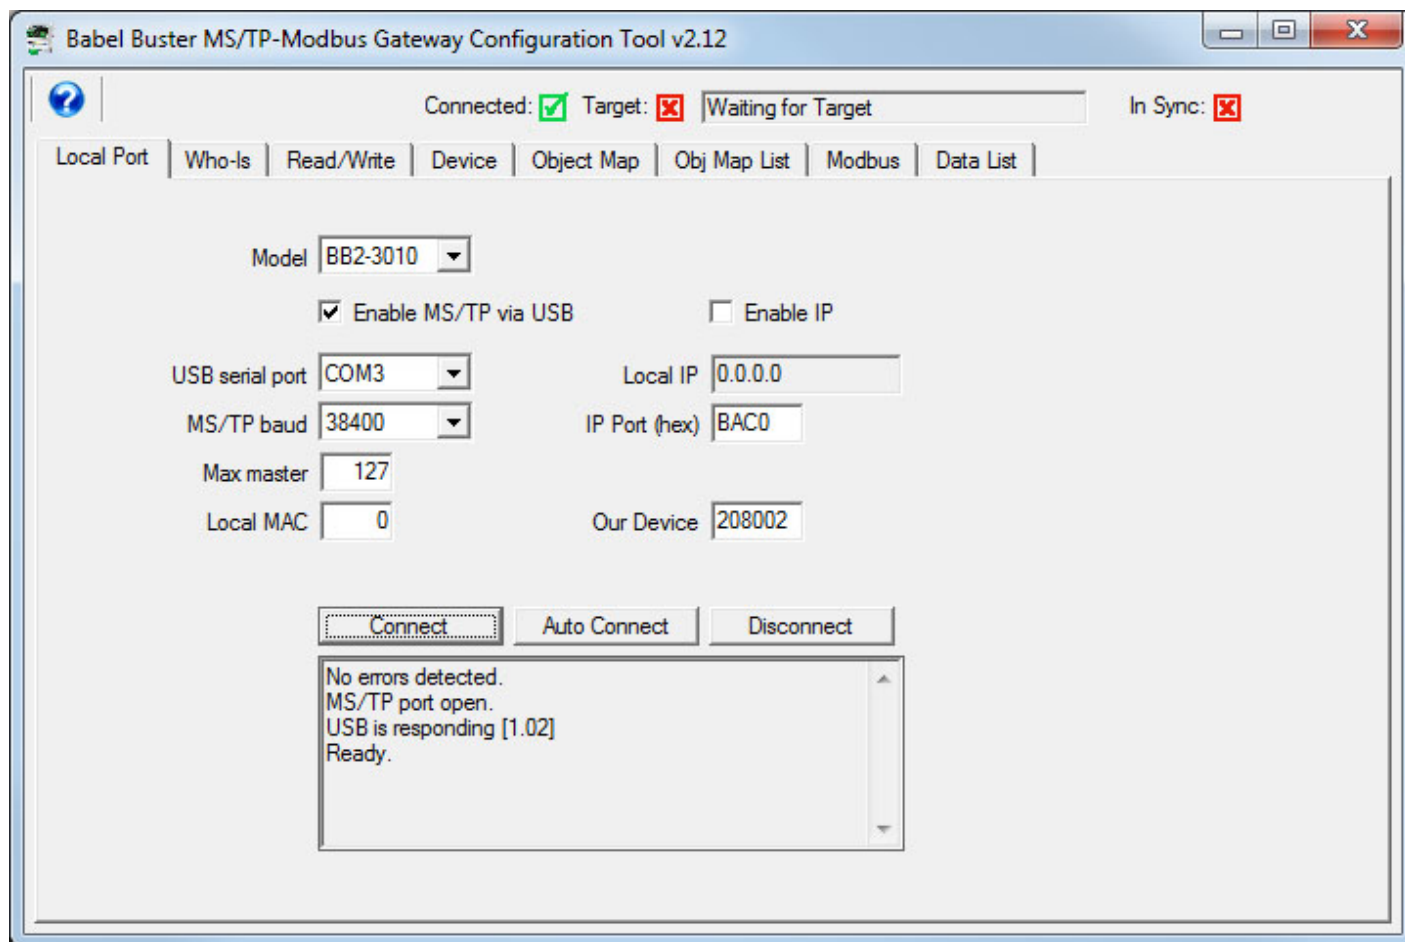 Babel Buster MS/TP-Modbus Gateway Configuration Tool v2.12
Connected: Target: Waiting for Target In Sync:
Local Port Who-Is Read/Write Device Object Map Obj Map List Modbus Data List
Model BB2-3010
Enable MS/TP via USB Enable IP
USB serial port COM3 Local IP 0.0.0.0
MS/TP baud 38400 IP Port (hex) BAC0
Max master 127
Local MAC 0 Our Device 208002
Connect Auto Connect Disconnect
No errors detected.
MS/TP port open.
USB is responding [1.02]
Ready.